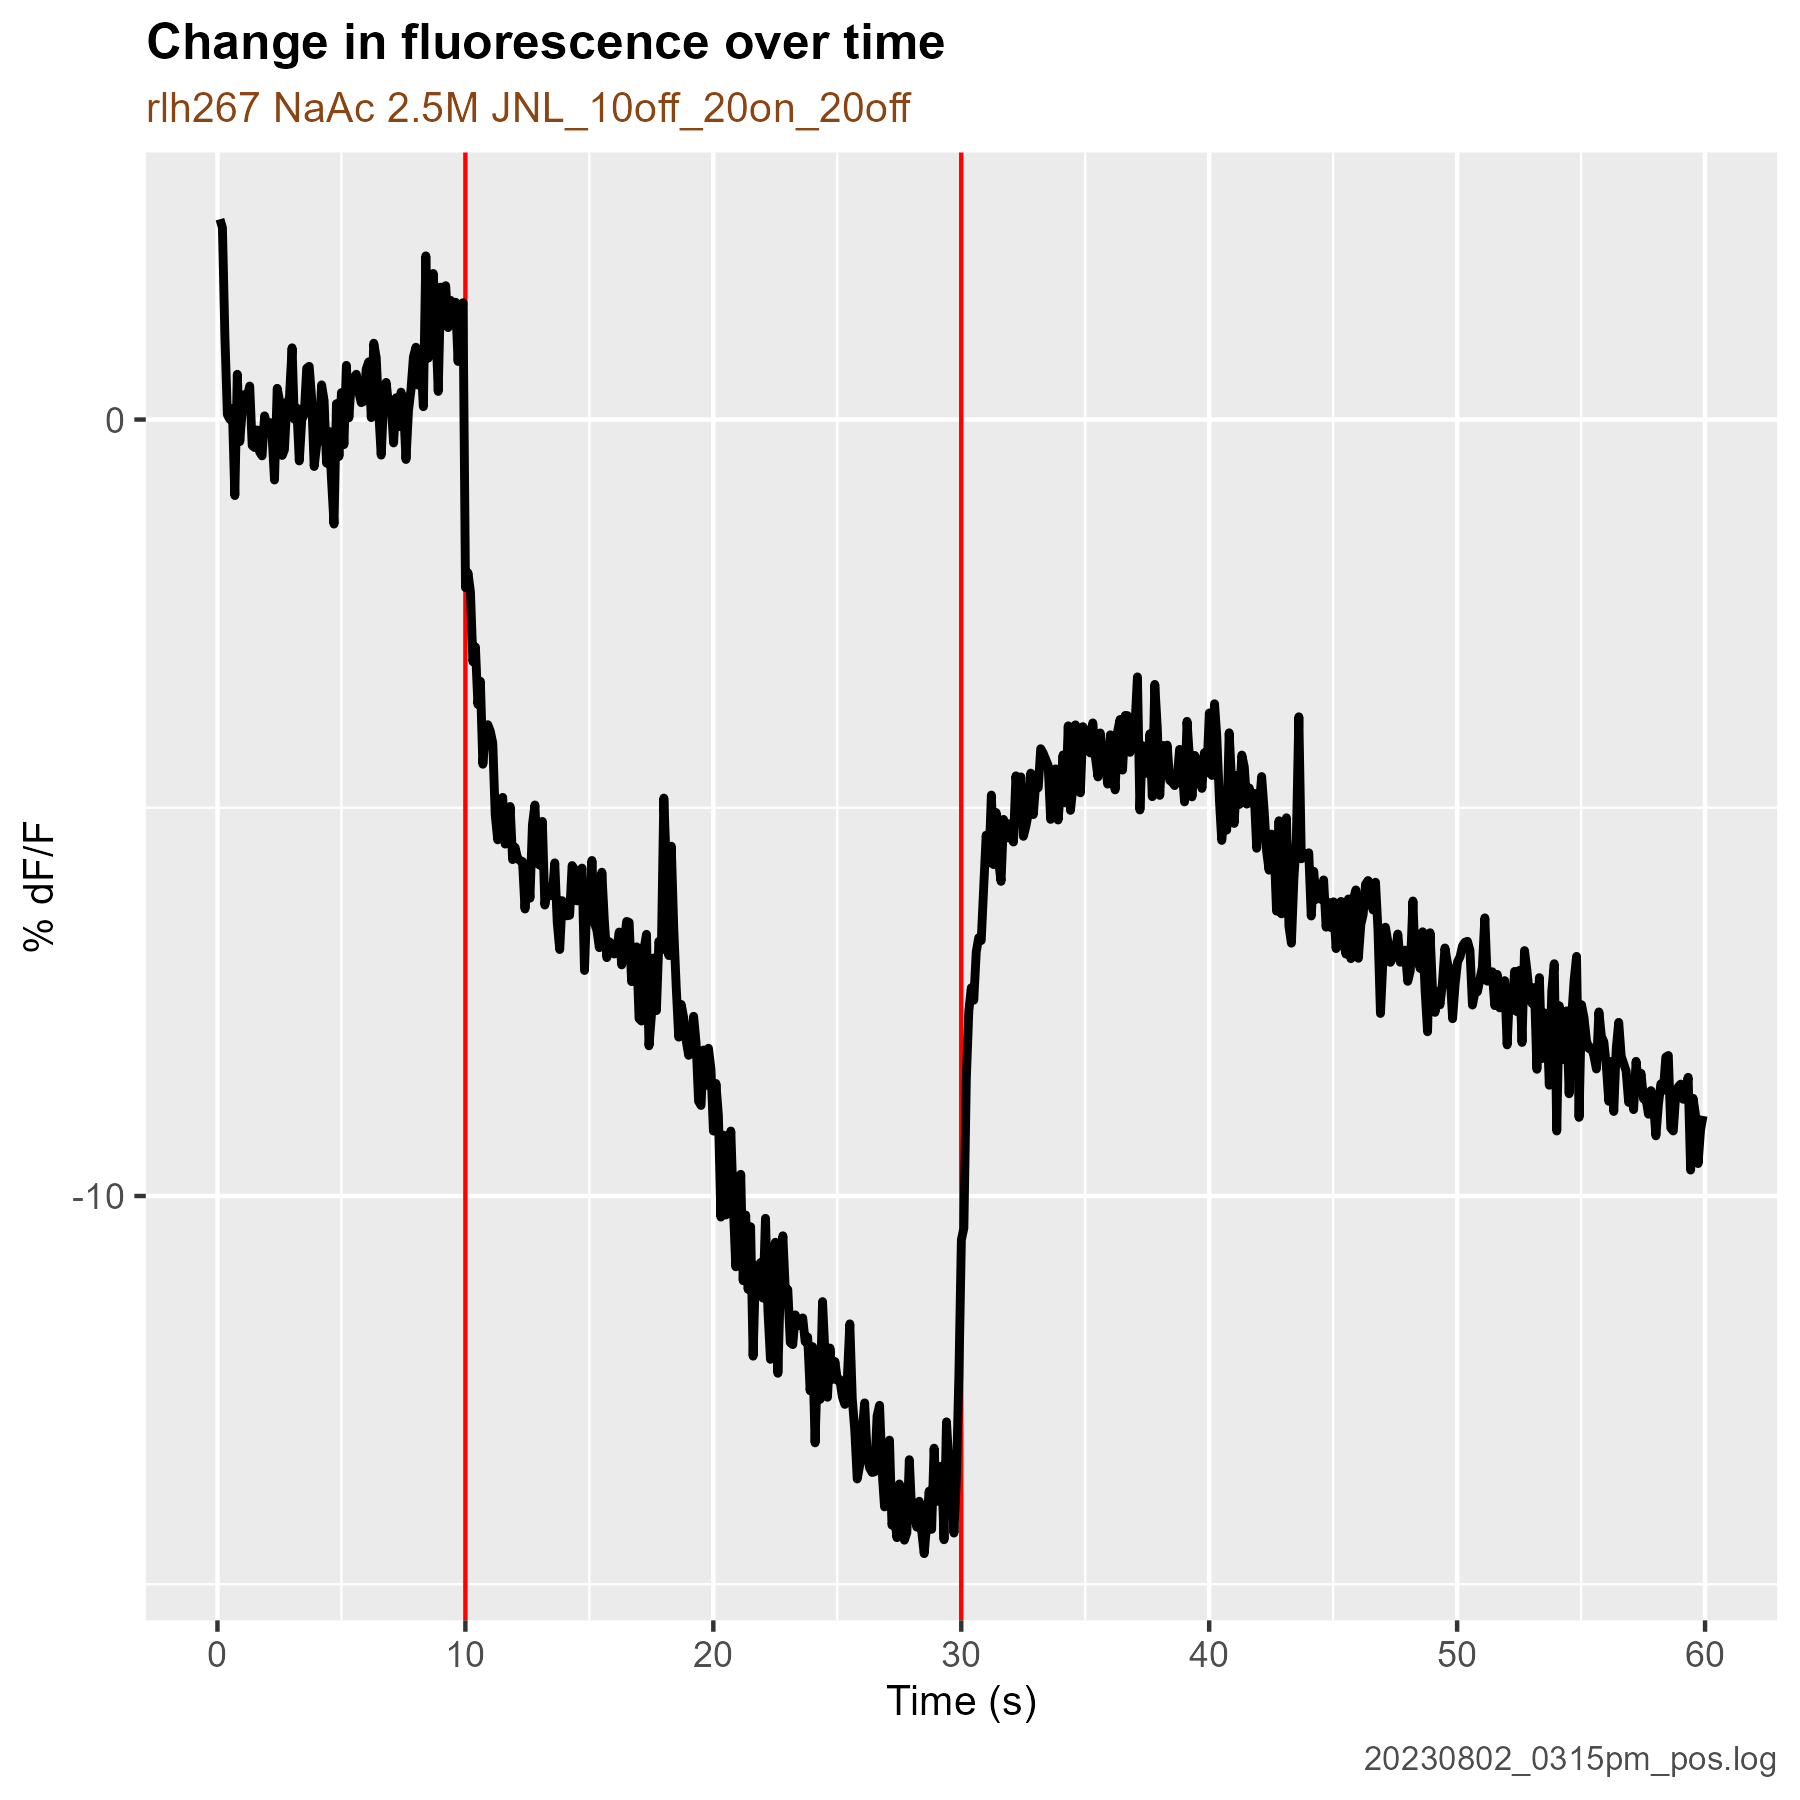 Change in fluorescence over time
rlh267 NaAc 2.5M JNL_10off_20on_20off
0
-10
% dF/F
0 10 20 30 40 50 60
Time (s)
20230802_0315pm_pos.log